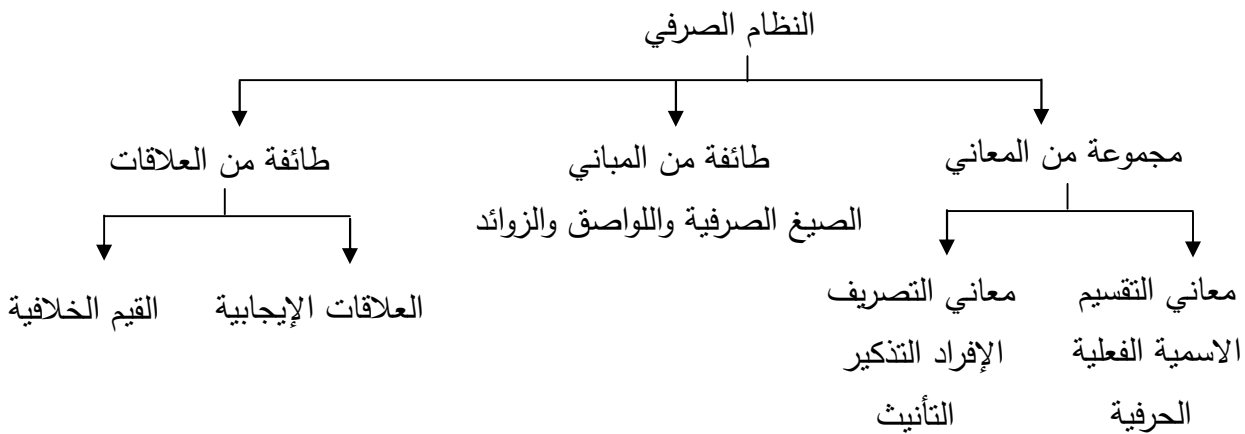 النظام الصرفي
مجموعة من المعاني
طائفة من المباني
طائفة من العلاقات
الصيغ الصرفية واللواصق والزوائد
معاني التقسيم
معاني التصريف
العلاقات الإيجابية
القيم الخلافية
الاسمية الفعلية
الإفراد التذكير
الحرفية
التأنيث